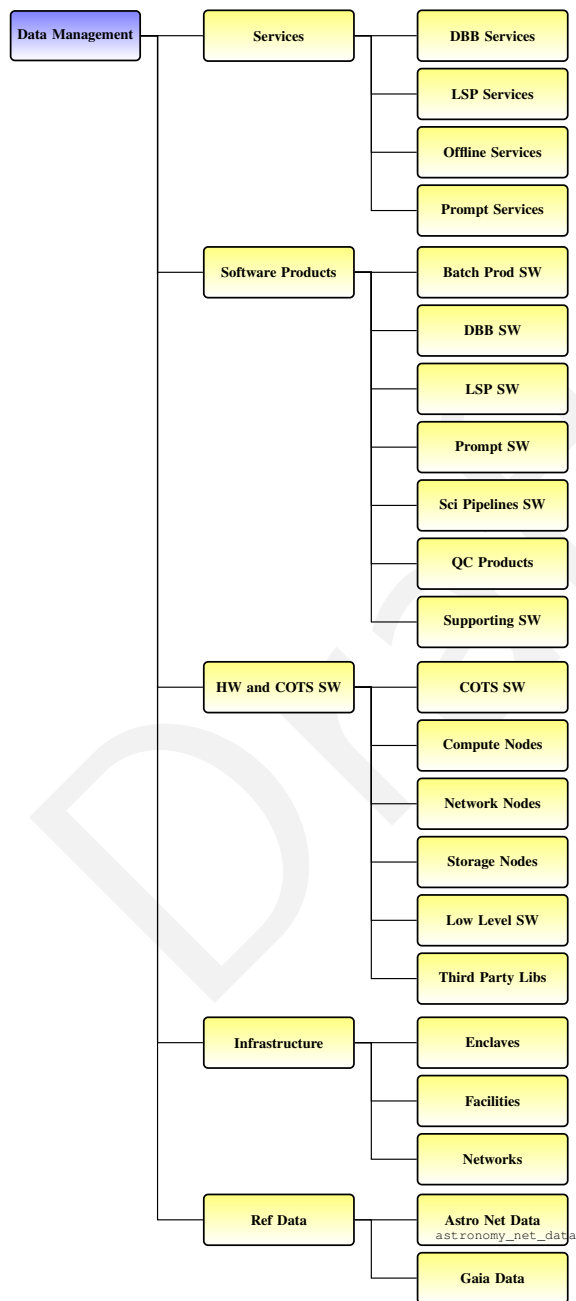 Data Management
Services
DBB Services
LSP Services
Offline Services
Prompt Services
Software Products
Batch Prod SW
DBB SW
LSP SW
Prompt SW
Sci Pipelines SW
QC Products
Supporting SW
HW and COTS SW
COTS SW
Compute Nodes
Network Nodes
Storage Nodes
Low Level SW
Third Party Libs
Infrastructure
Enclaves
Facilities
Networks
Ref Data
Astro Net Data
astronomy_net_data
Gaia Data